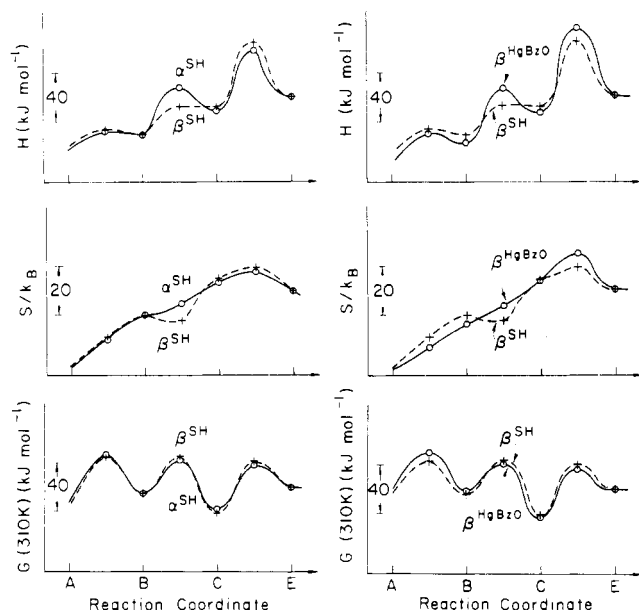 H (kJ mol⁻¹)
40
α^SH
β^SH
H (kJ mol⁻¹)
40
β^HgBzO
β^SH
S/k_B
20
α^SH
β^SH
S/k_B
20
β^HgBzO
β^SH
G (310K) (kJ mol⁻¹)
40
β^SH
α^SH
A B C E
Reaction Coordinate
G (310K) (kJ mol⁻¹)
40
β^SH
β^HgBzO
A B C E
Reaction Coordinate